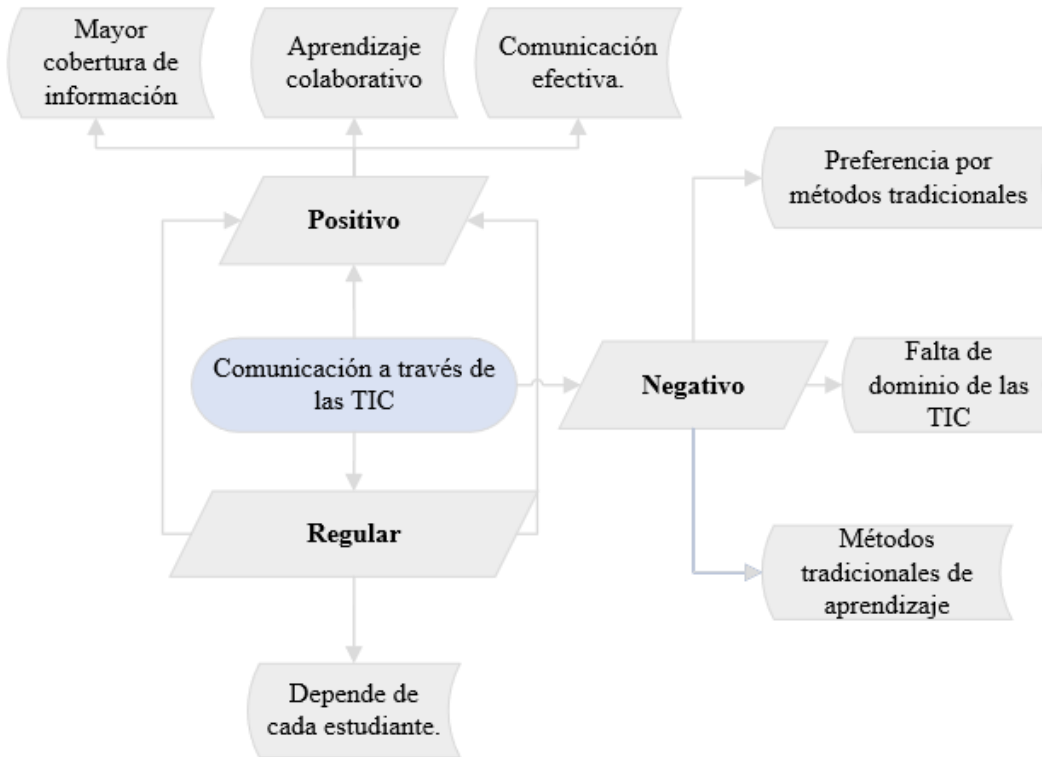 Mayor
cobertura de
información
Aprendizaje
colaborativo
Comunicación
efectiva.
Preferencia por
métodos tradicionales
Positivo
Comunicación a través de
las TIC
Negativo
Falta de
dominio de las
TIC
Regular
Métodos
tradicionales de
aprendizaje
Depende de
cada estudiante.